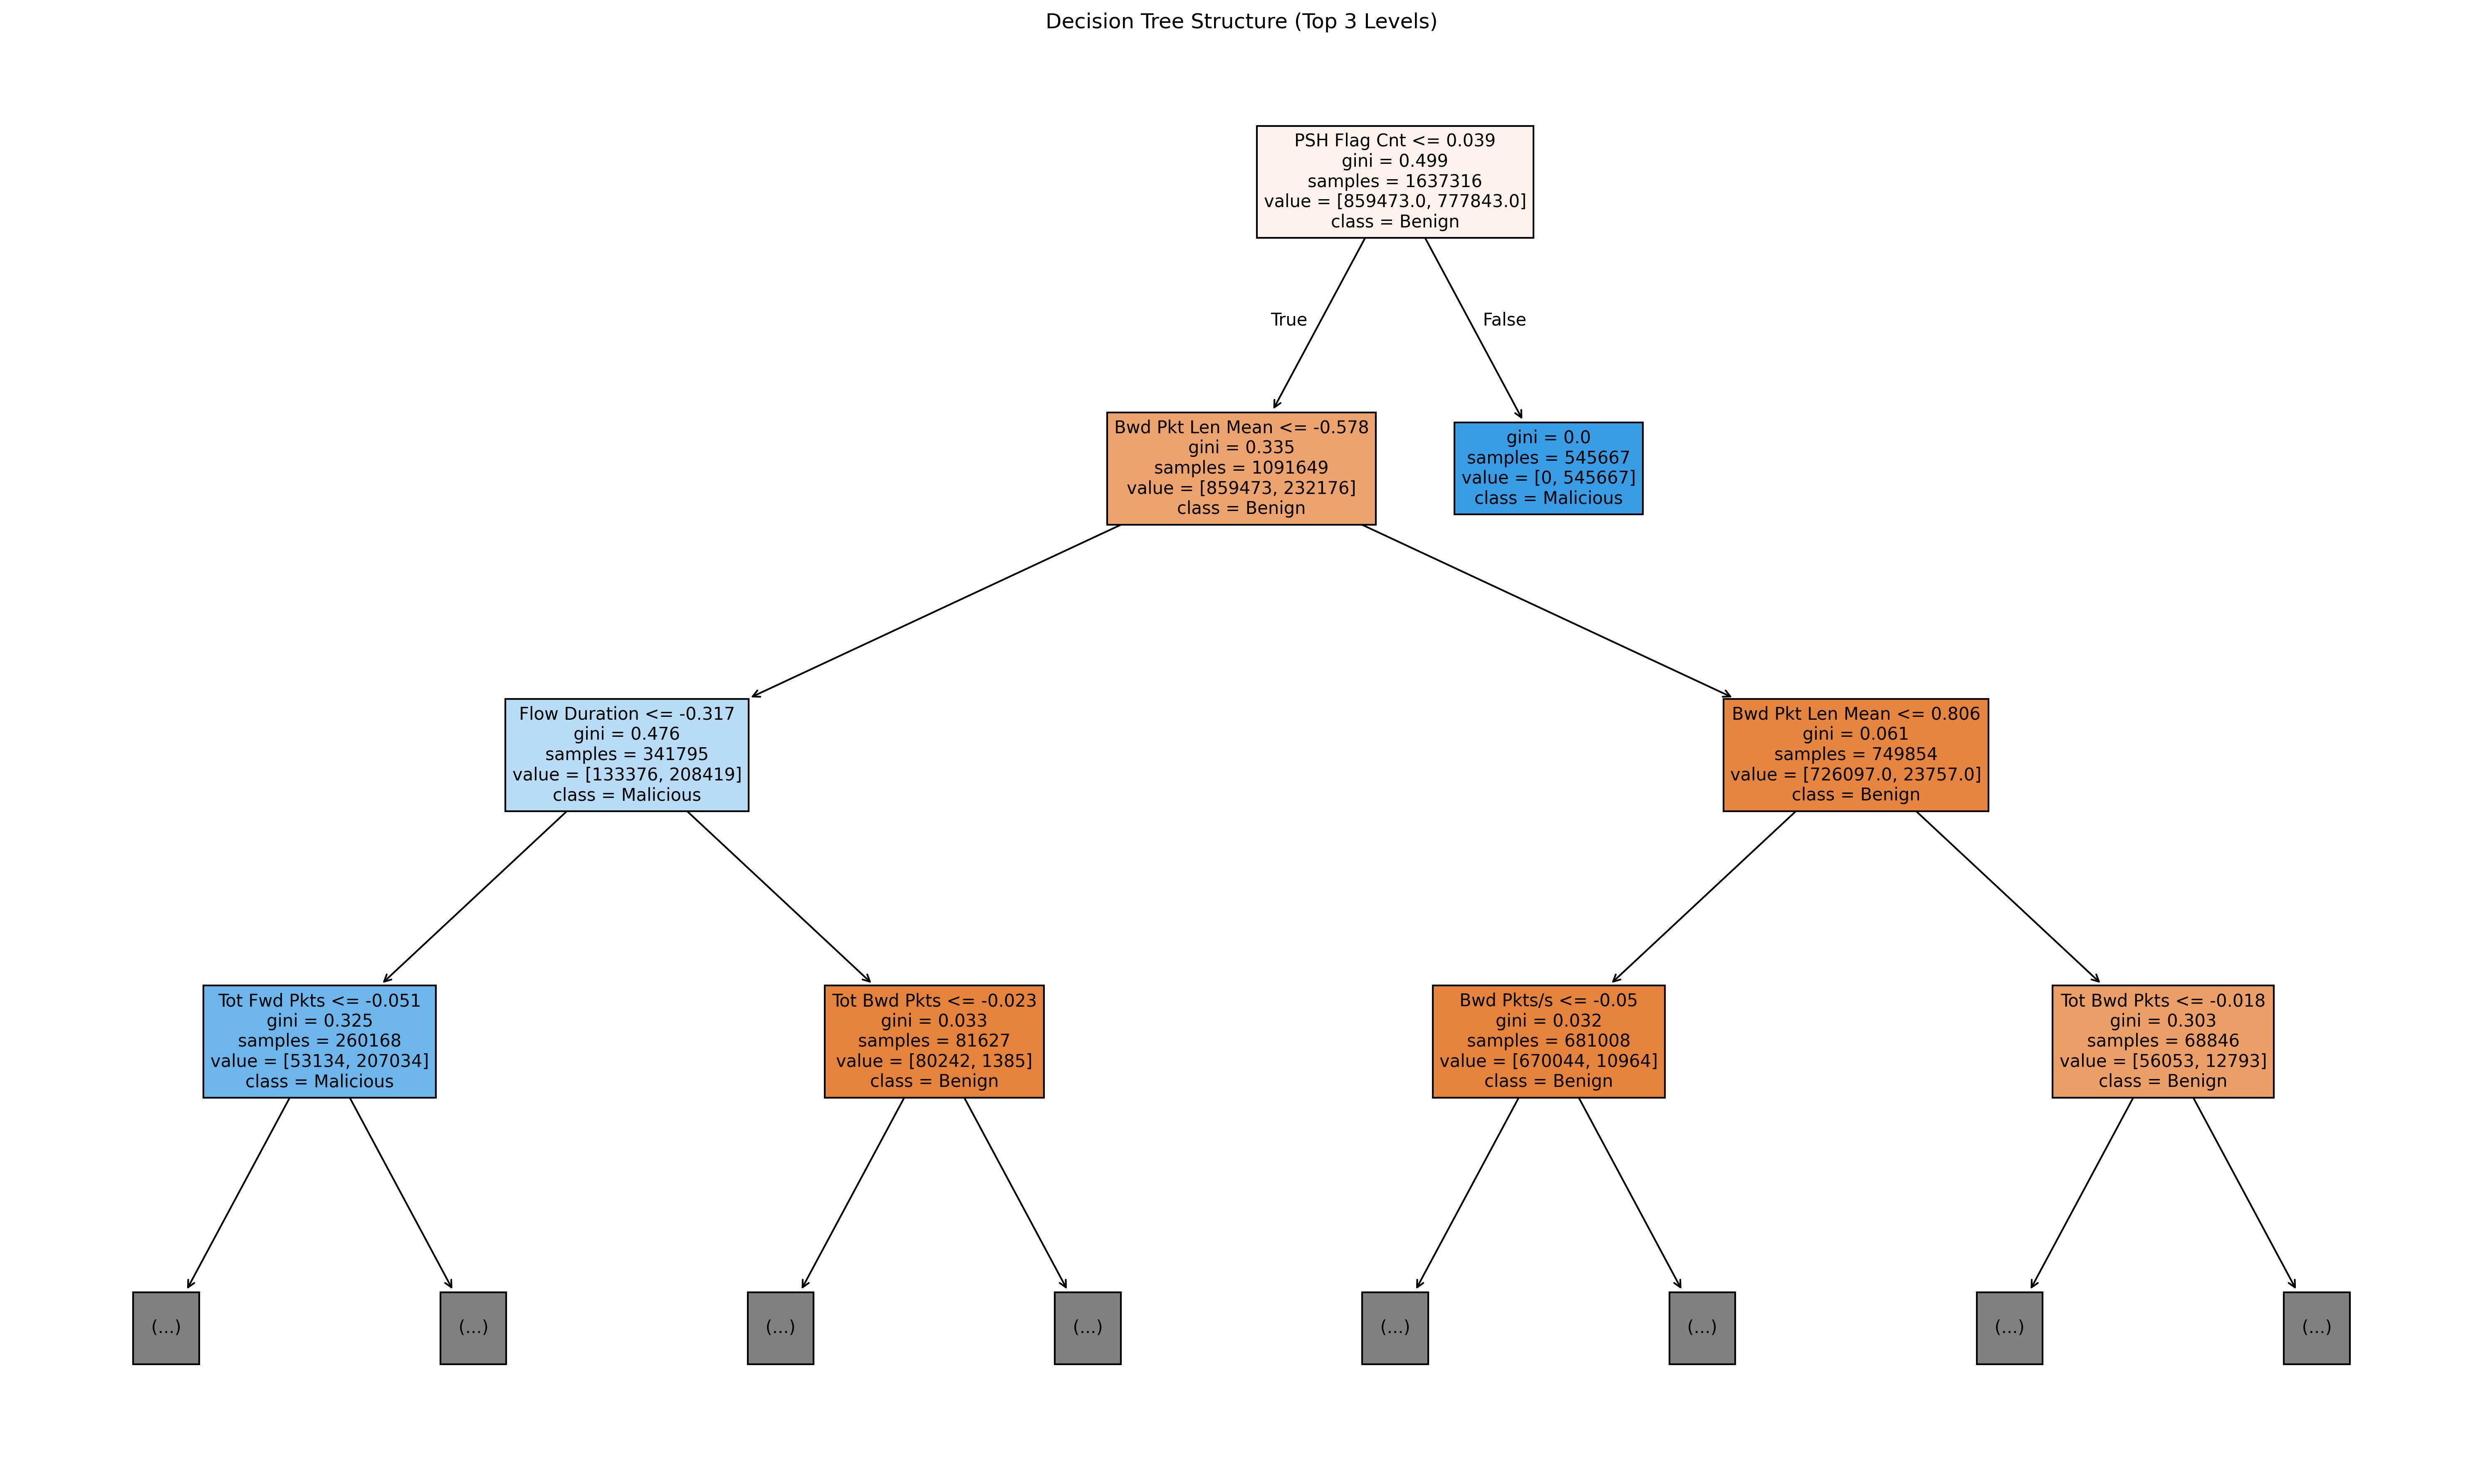 Decision Tree Structure (Top 3 Levels)
PSH Flag Cnt <= 0.039
gini = 0.499
samples = 1637316
value = [859473.0, 777843.0]
class = Benign
True
False
Bwd Pkt Len Mean <= -0.578
gini = 0.335
samples = 1091649
value = [859473, 232176]
class = Benign
gini = 0.0
samples = 545667
value = [0, 545667]
class = Malicious
Flow Duration <= -0.317
gini = 0.476
samples = 341795
value = [133376, 208419]
class = Malicious
Bwd Pkt Len Mean <= 0.806
gini = 0.061
samples = 749854
value = [726097.0, 23757.0]
class = Benign
Tot Fwd Pkts <= -0.051
gini = 0.325
samples = 260168
value = [53134, 207034]
class = Malicious
Tot Bwd Pkts <= -0.023
gini = 0.033
samples = 81627
value = [80242, 1385]
class = Benign
Bwd Pkts/s <= -0.05
gini = 0.032
samples = 681008
value = [670044, 10964]
class = Benign
Tot Bwd Pkts <= -0.018
gini = 0.303
samples = 68846
value = [56053, 12793]
class = Benign
(...)
(...)
(...)
(...)
(...)
(...)
(...)
(...)